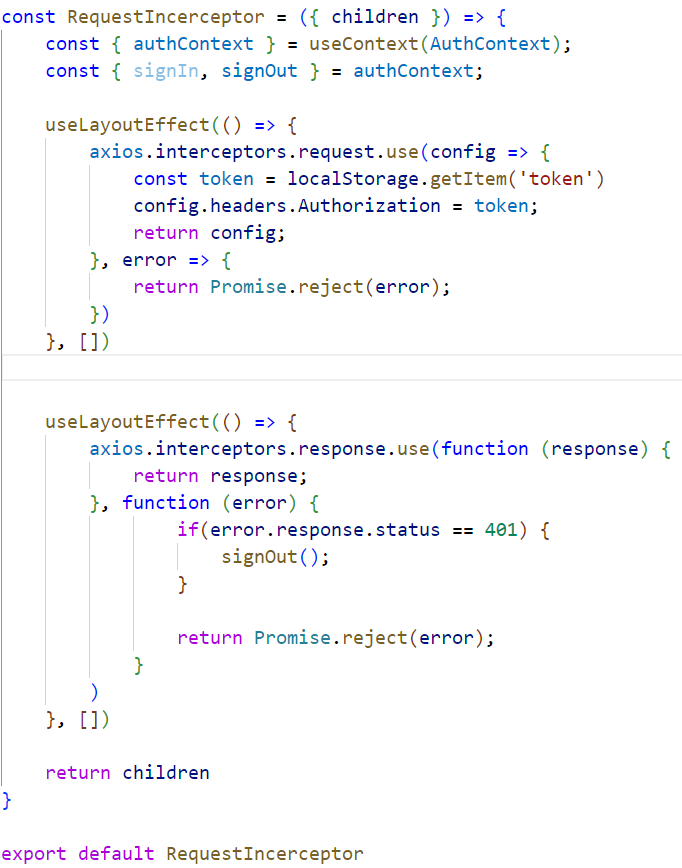 const RequestIncerceptor = ({ children }) => {
    const { authContext } = useContext(AuthContext);
    const { signIn, signOut } = authContext;
    useLayoutEffect(() => {
        axios.interceptors.request.use(config => {
            const token = localStorage.getItem('token')
            config.headers.Authorization = token;
            return config;
        }, error => {
            return Promise.reject(error);
        })
    }, [])
    useLayoutEffect(() => {
        axios.interceptors.response.use(function (response) {
            return response;
        }, function (error) {
                if(error.response.status == 401) {
                    signOut();
                }
                return Promise.reject(error);
            }
        )
    }, [])
    return children
}
export default RequestIncerceptor